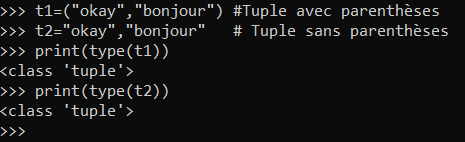 >>> t1=("okay","bonjour") #Tuple avec parenthèses
>>> t2="okay","bonjour"   # Tuple sans parenthèses
>>> print(type(t1))
<class 'tuple'>
>>> print(type(t2))
<class 'tuple'>
>>>